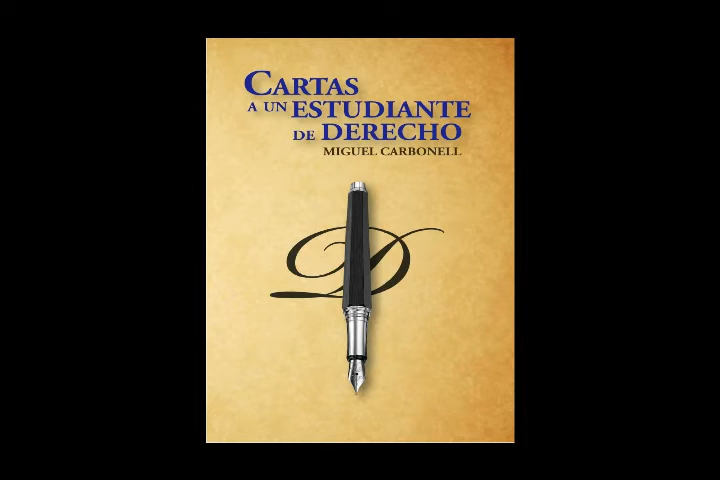 CARTAS
A UN ESTUDIANTE
DE DERECHO
MIGUEL CARBONELL
D